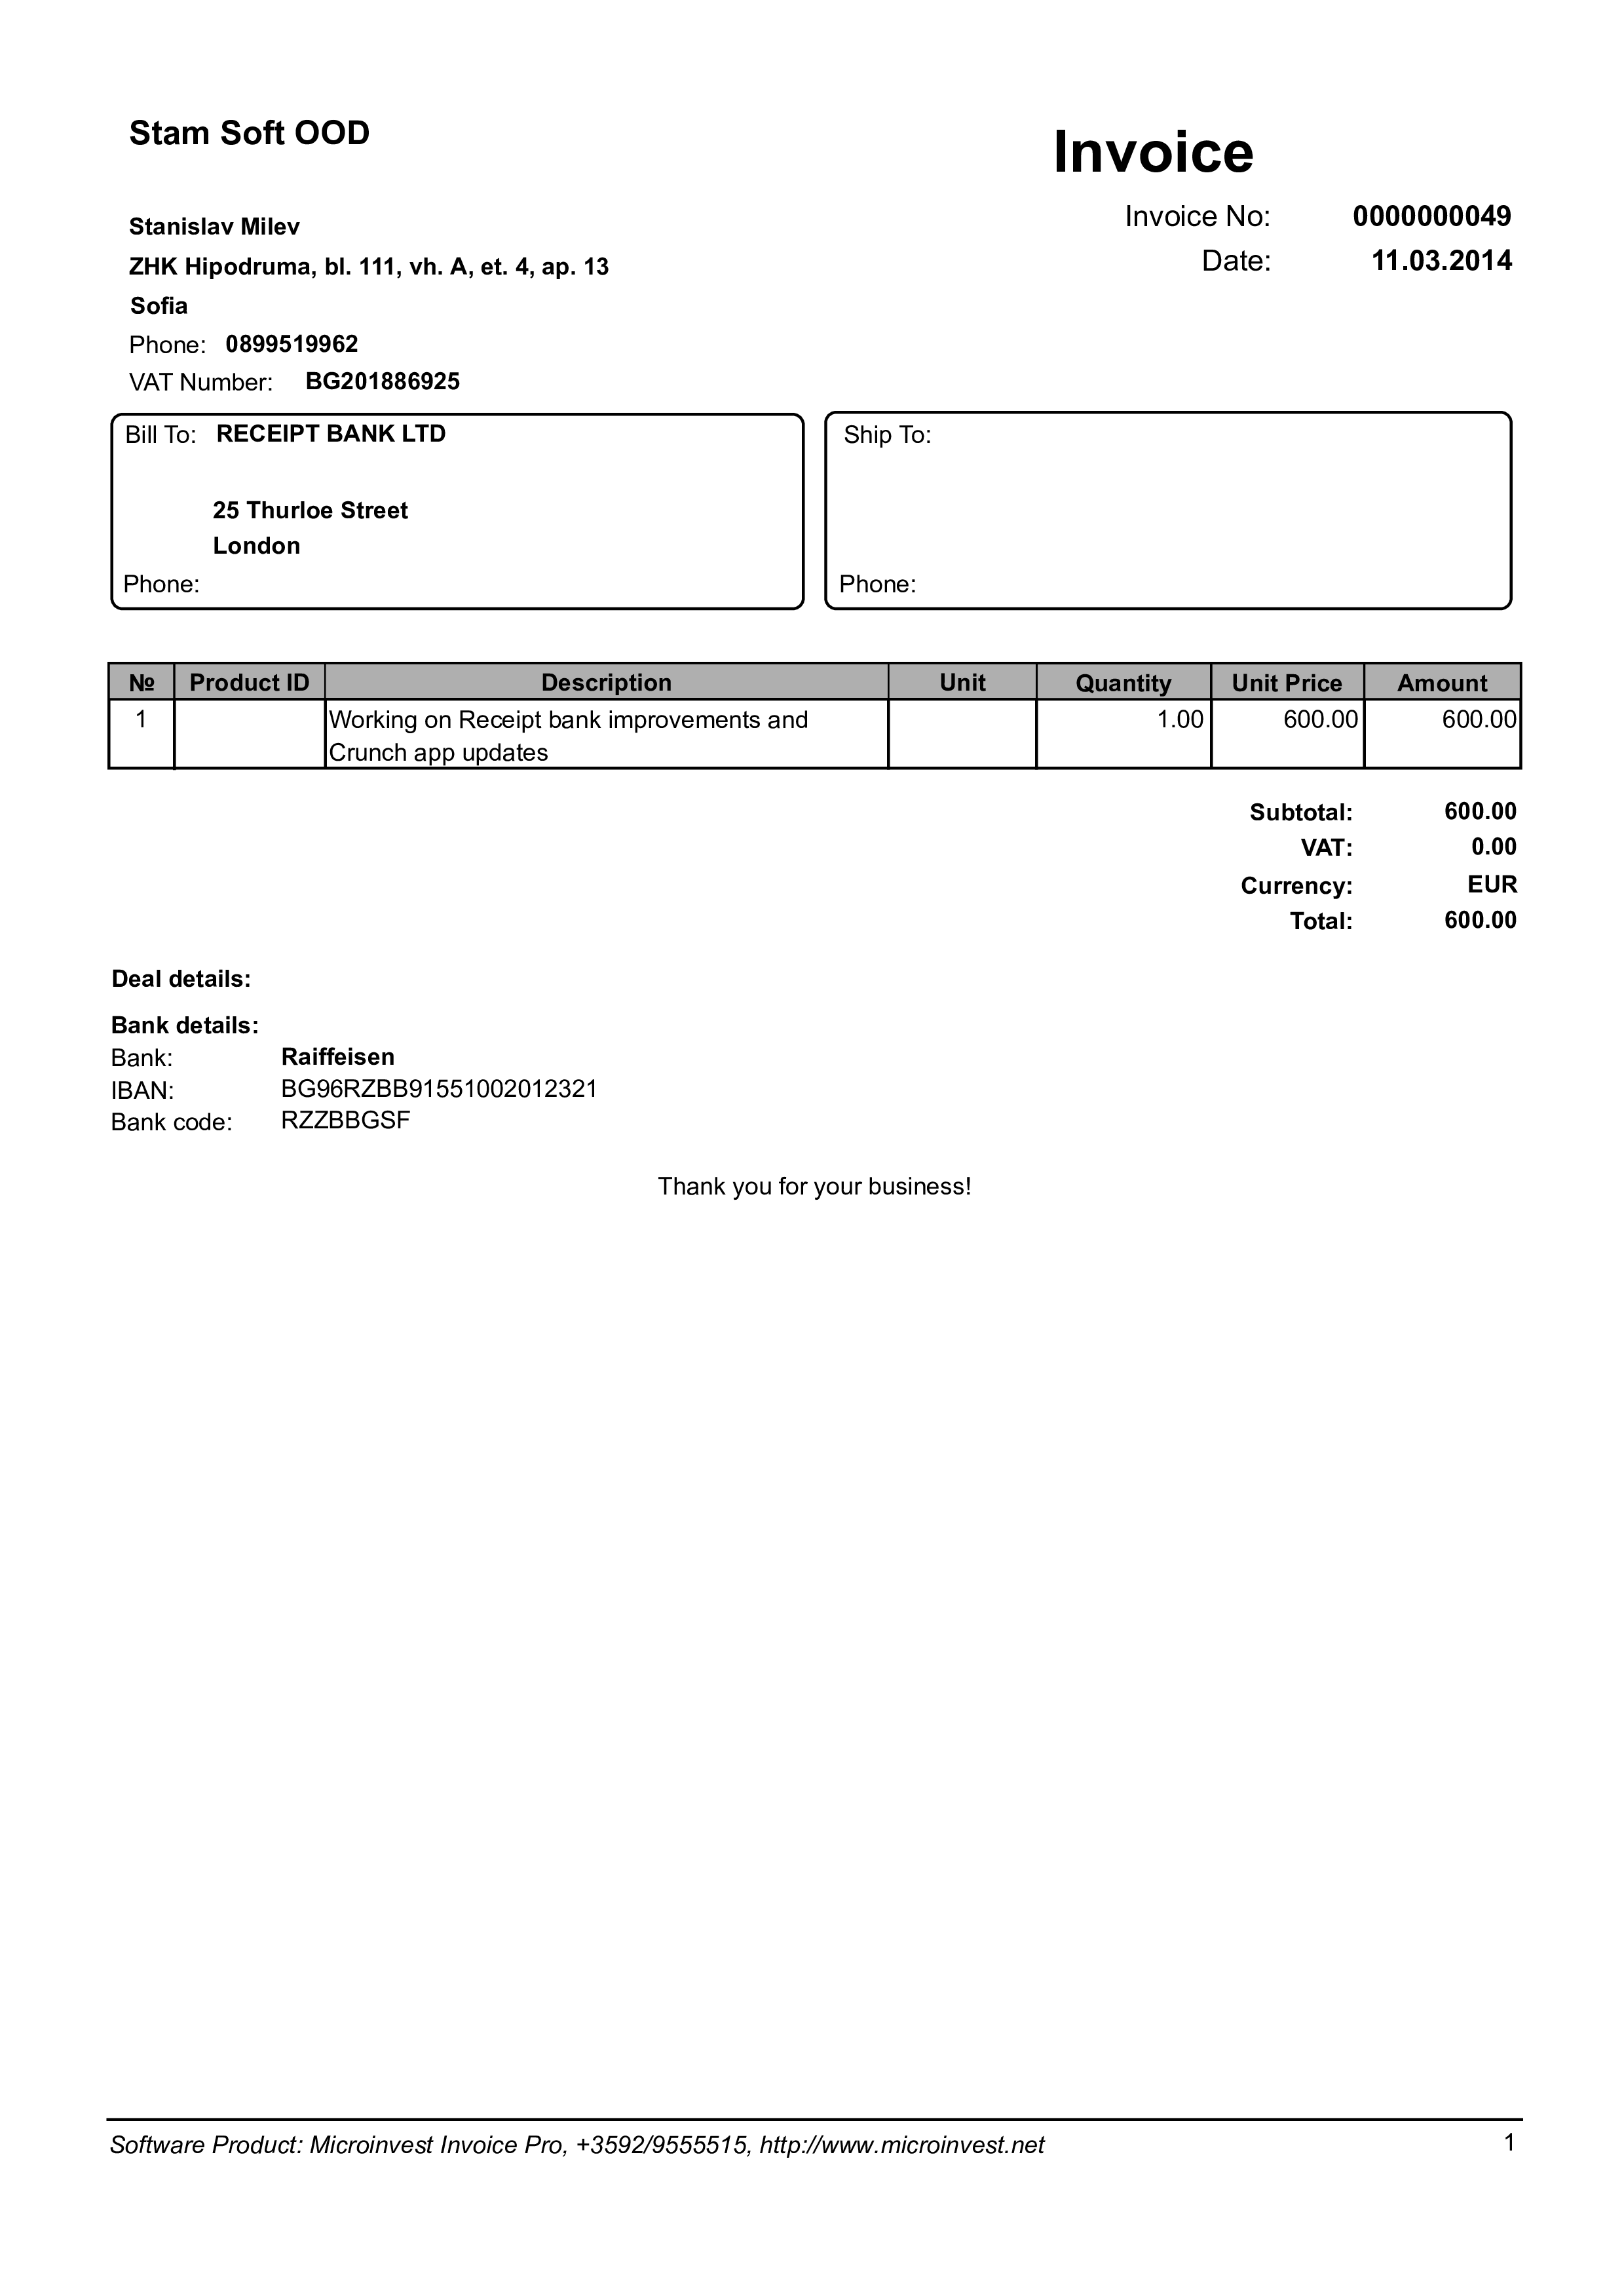 Stam Soft OOD
Invoice
Stanislav Milev
Invoice No: 0000000049
ZHK Hipodruma, bl. 111, vh. A, et. 4, ap. 13
Date: 11.03.2014
Sofia
Phone: 0899519962
VAT Number: BG201886925
Bill To: RECEIPT BANK LTD
25 Thurloe Street
London
Phone:
Ship To:
Phone:
№ Product ID Description Unit Quantity Unit Price Amount
1 Working on Receipt bank improvements and 1.00 600.00 600.00
Crunch app updates
Subtotal: 600.00
VAT: 0.00
Currency: EUR
Total: 600.00
Deal details:
Bank details:
Bank: Raiffeisen
IBAN: BG96RZBB91551002012321
Bank code: RZZBBGSF
Thank you for your business!
Software Product: Microinvest Invoice Pro, +3592/9555515, http://www.microinvest.net 1